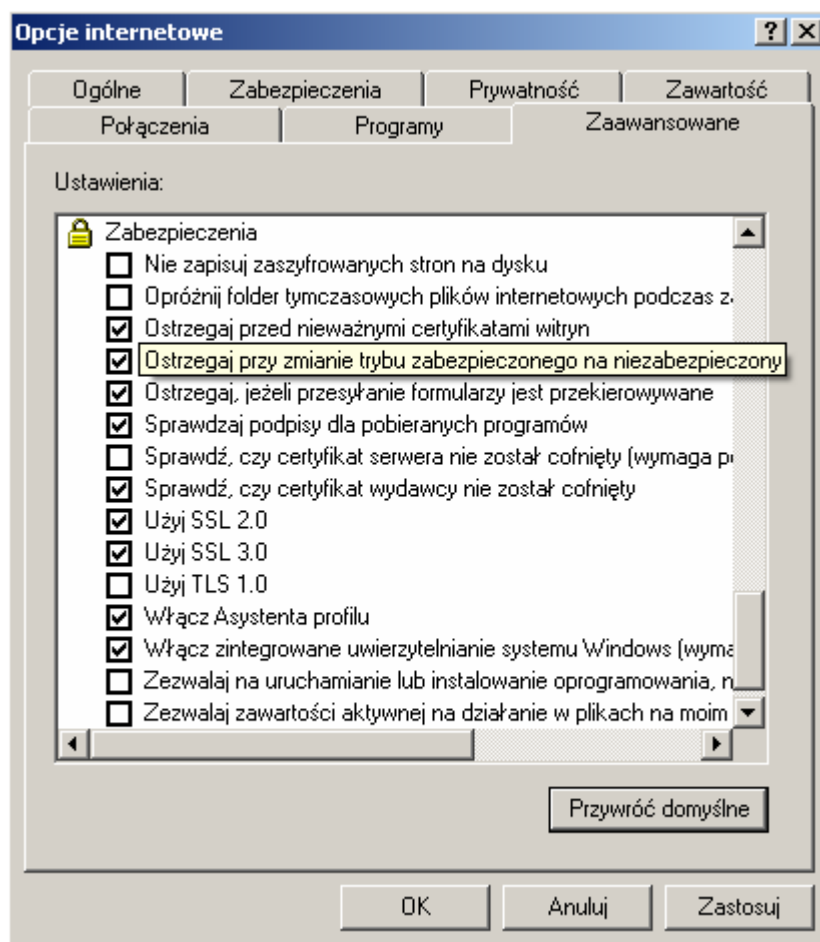 Opcje internetowe
Ogólne Zabezpieczenia Prywatność Zawartość
Połączenia Programy Zaawansowane
Ustawienia:
Zabezpieczenia
Nie zapisuj zaszyfrowanych stron na dysku
Opróżnij folder tymczasowych plików internetowych podczas
Ostrzegaj przed nieważnymi certyfikatami witryn
Ostrzegaj przy zmianie trybu zabezpieczonego na niezabezpieczony
Ostrzegaj, jeżeli przesyłanie formularzy jest przekierowywane
Sprawdzaj podpisy dla pobieranych programów
Sprawdź, czy certyfikat serwera nie został cofnięty (wymaga
Sprawdź, czy certyfikat wydawcy nie został cofnięty
Użyj SSL 2.0
Użyj SSL 3.0
Użyj TLS 1.0
Włącz Asystenta profilu
Włącz zintegrowane uwierzytelnianie systemu Windows
Zezwalaj na uruchamianie lub instalowanie oprogramowania,
Zezwalaj zawartości aktywnej na działanie w plikach na moim
Przywróć domyślne
OK Anuluj Zastosuj